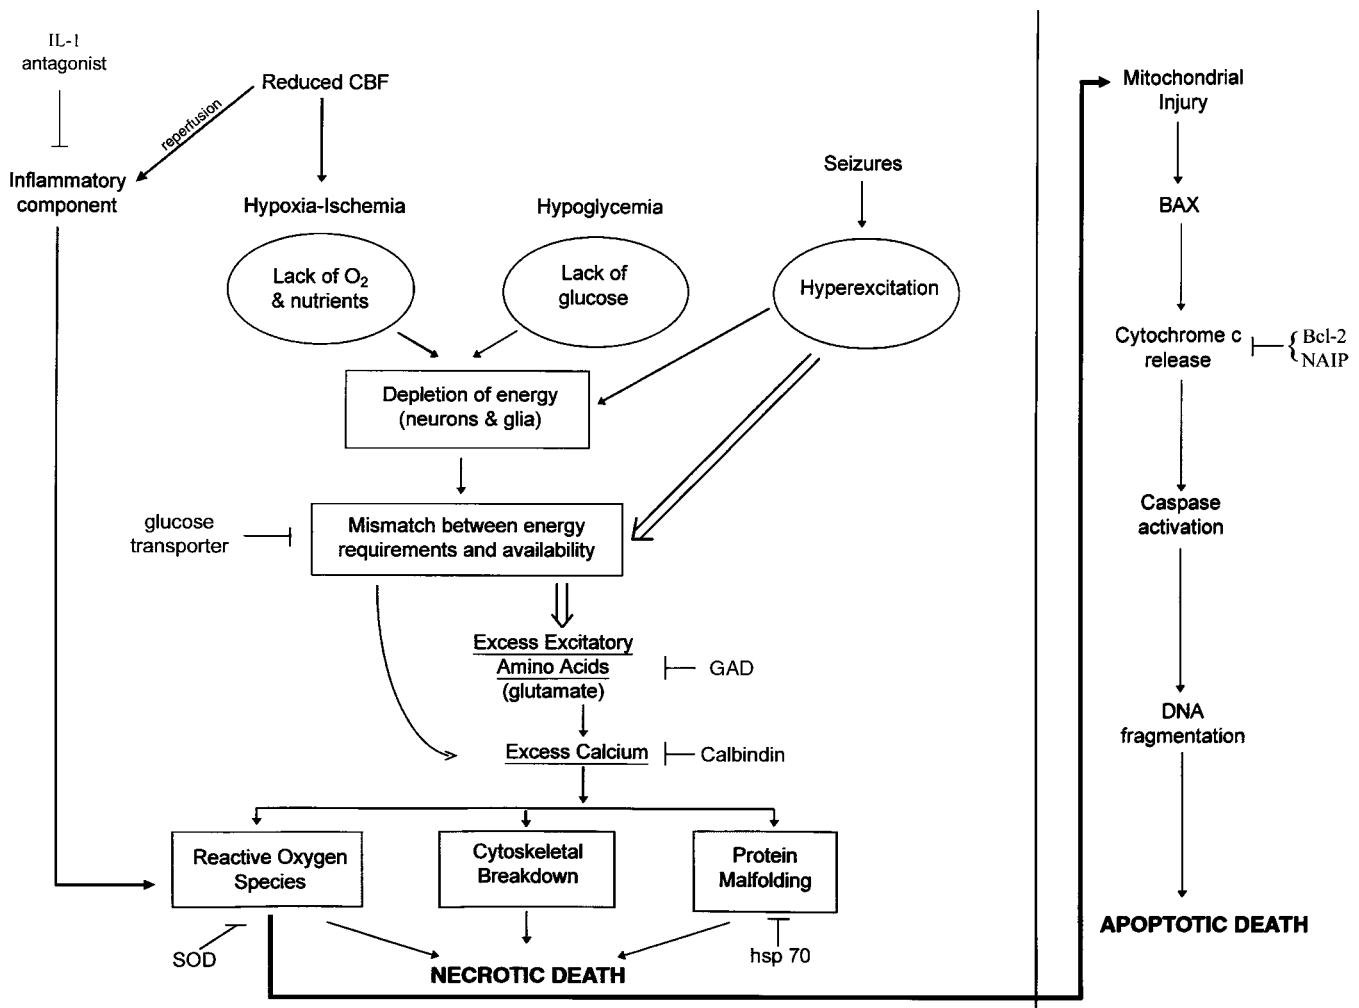 IL-1
antagonist
Reduced CBF
reperfusion
Inflammatory
component
Hypoxia-Ischemia
Lack of O2
& nutrients
Hypoglycemia
Lack of
glucose
Seizures
Hyperexcitation
Depletion of energy
(neurons & glia)
glucose
transporter
Mismatch between energy
requirements and availability
Excess Excitatory
Amino Acids
(glutamate)
GAD
Excess Calcium
Calbindin
Reactive Oxygen
Species
Cytoskeletal
Breakdown
Protein
Malfolding
SOD
hsp 70
NECROTIC DEATH
Mitochondrial
Injury
BAX
Cytochrome c
release
Bcl-2
NAIP
Caspase
activation
DNA
fragmentation
APOPTOTIC DEATH